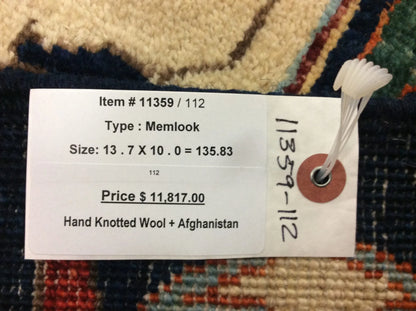 Item # 11359 / 112
Type : Memlook
Size: 13 . 7 X 10 . 0 = 135.83
112
Price $ 11,817.00
Hand Knotted Wool + Afghanistan
11359-112